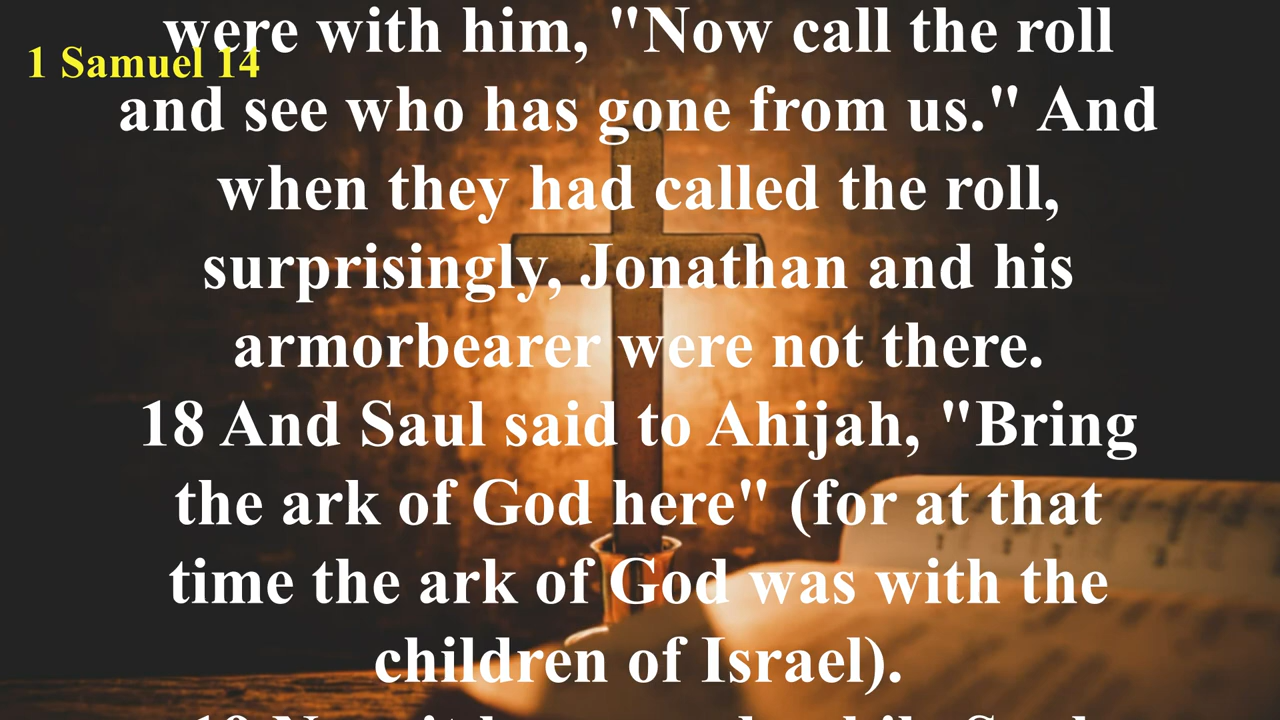 were with him, "Now call the roll
1 Samuel 14
and see who has gone from us." And
when they had called the roll,
surprisingly, Jonathan and his
armorbearer were not there.
18 And Saul said to Ahijah, "Bring
the ark of God here" (for at that
time the ark of God was with the
children of Israel).